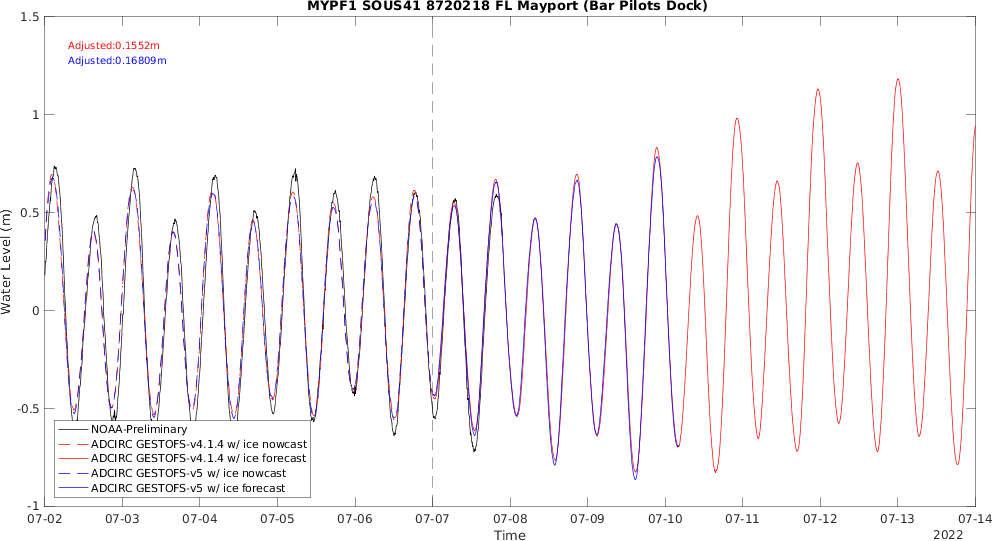 MYPF1 SOUS41 8720218 FL Mayport (Bar Pilots Dock)
1.5
Adjusted:0.1552m
Adjusted:0.16809m
1
0.5
Water Level (m)
0
-0.5
NOAA-Preliminary
ADCIRC GESTOFS-v4.1.4 w/ ice nowcast
ADCIRC GESTOFS-v4.1.4 w/ ice forecast
ADCIRC GESTOFS-v5 w/ ice nowcast
ADCIRC GESTOFS-v5 w/ ice forecast
-1
07-02 07-03 07-04 07-05 07-06 07-07 07-08 07-09 07-10 07-11 07-12 07-13 07-14
Time
2022